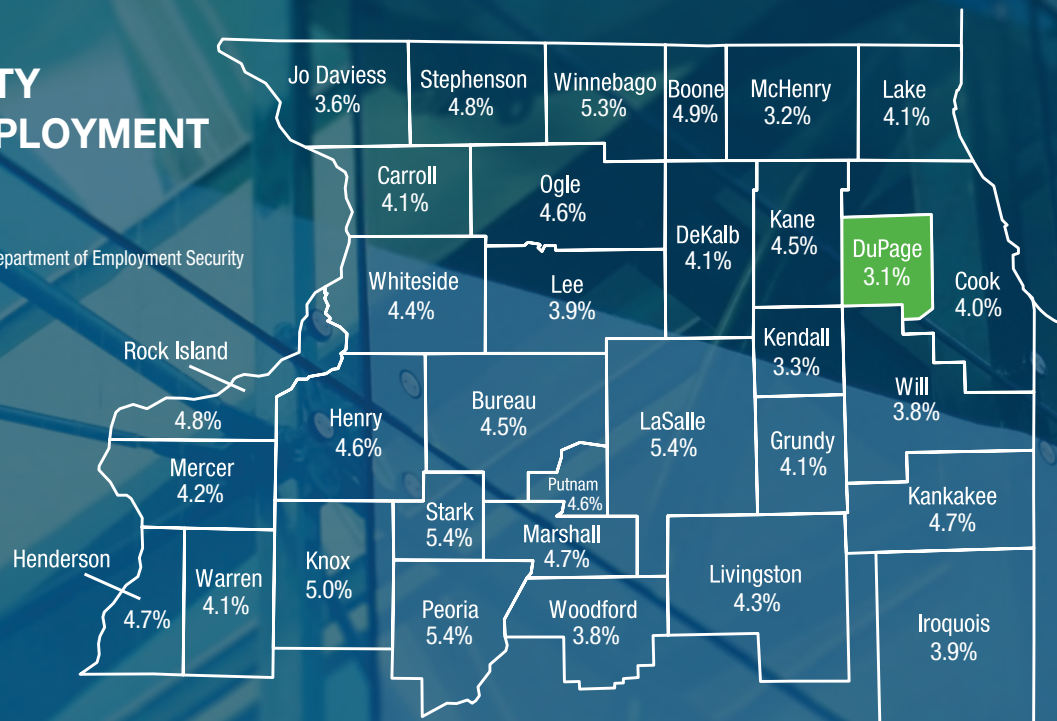 TY
PLOYMENT
epartment of Employment Security
Jo Daviess
3.6%
Stephenson
4.8%
Winnebago
5.3%
Boone
4.9%
McHenry
3.2%
Lake
4.1%
Carroll
4.1%
Ogle
4.6%
DeKalb
4.1%
Kane
4.5%
DuPage
3.1%
Cook
4.0%
Whiteside
4.4%
Lee
3.9%
Kendall
3.3%
Will
3.8%
Rock Island
4.8%
Henry
4.6%
Bureau
4.5%
LaSalle
5.4%
Grundy
4.1%
Mercer
4.2%
Putnam
4.6%
Kankakee
4.7%
Stark
5.4%
Marshall
4.7%
Henderson
4.7%
Warren
4.1%
Knox
5.0%
Peoria
5.4%
Woodford
3.8%
Livingston
4.3%
Iroquois
3.9%